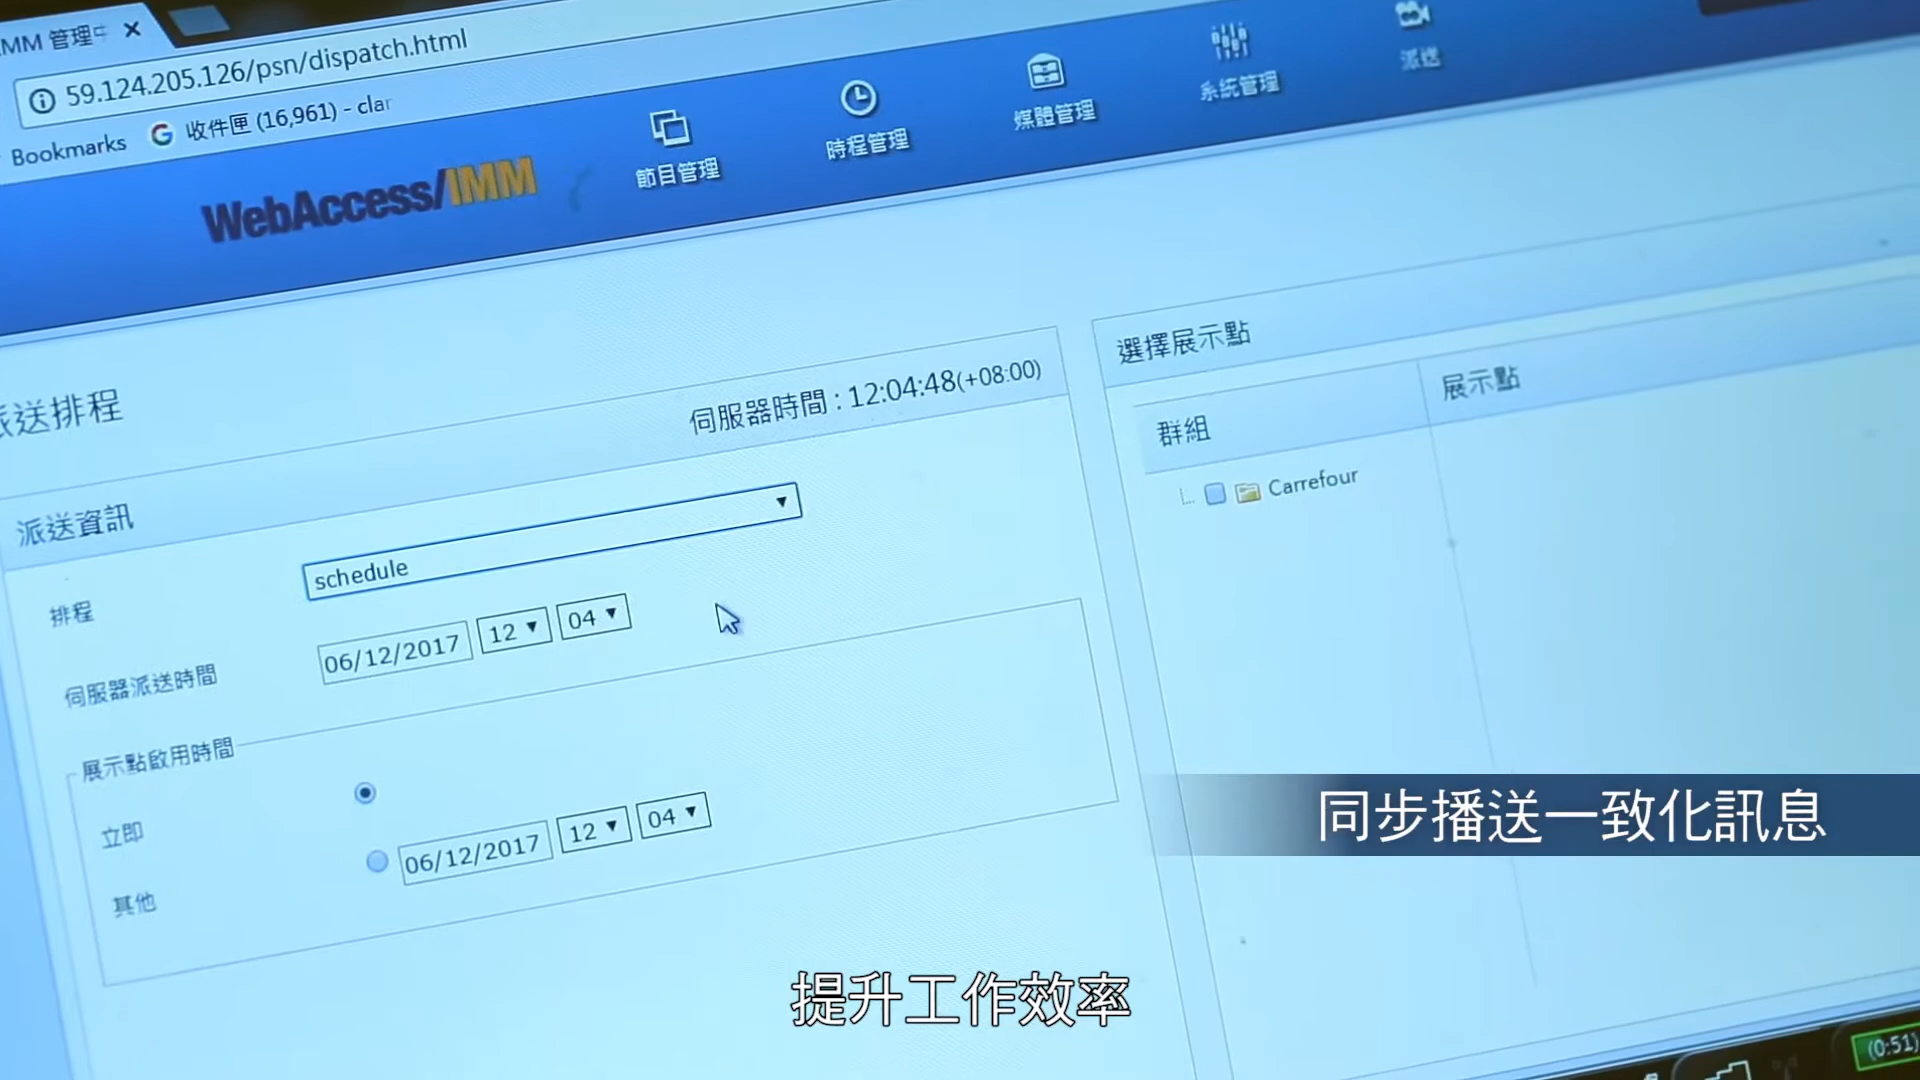 IMM 管理中
59.124.205.126/psn/dispatch.html
Bookmarks
收件匣 (16,961) - clar
WebAccess/IMM
節目管理
時程管理
媒體管理
系統管理
派送
派送排程
伺服器時間 : 12:04:48(+08:00)
派送資訊
排程
schedule
伺服器派送時間
06/12/2017 12 04
展示點啟用時間
立即
其他
06/12/2017 12 04
選擇展示點
群組
展示點
Carrefour
同步播送一致化訊息
提升工作效率
(0:51)